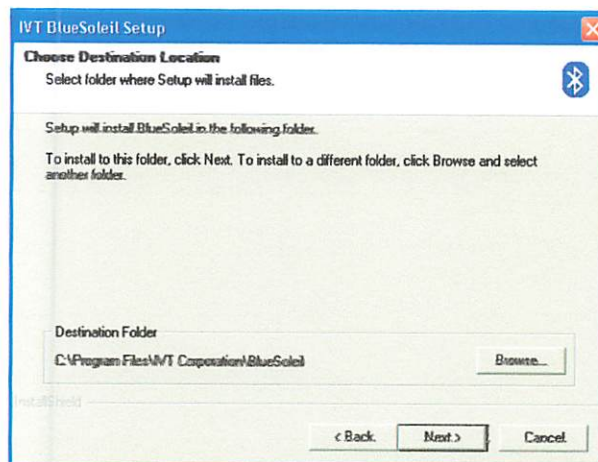 IVT BlueSoleil Setup
Choose Destination Location
Select folder where Setup will install files.
Setup will install BlueSoleil in the following folder.
To install to this folder, click Next. To install to a different folder, click Browse and select
another folder.
Destination Folder
C:\Program Files\IVT Corporation\BlueSoleil
Browse...
InstallShield
< Back
Next >
Cancel